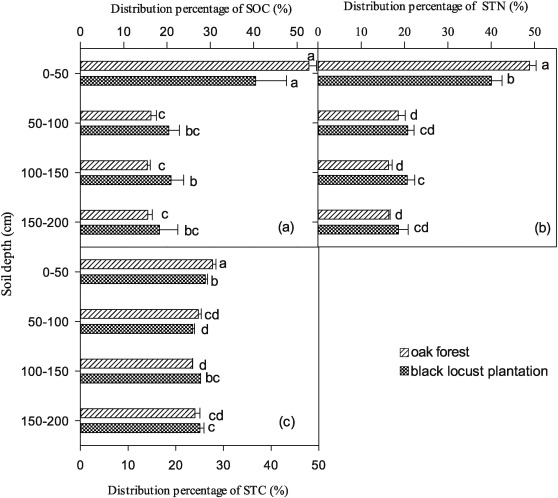 Distribution percentage of SOC (%)
Distribution percentage of STN (%)
0 10 20 30 40 50
0 10 20 30 40 50
0-50
a
a
a
b
50-100
c
bc
d
cd
100-150
c
b
d
c
150-200
c
bc
(a)
d
cd
(b)
Soil depth (cm)
0-50
a
b
50-100
cd
d
100-150
d
bc
150-200
cd
c
(c)
oak forest
black locust plantation
0 10 20 30 40 50
Distribution percentage of STC (%)